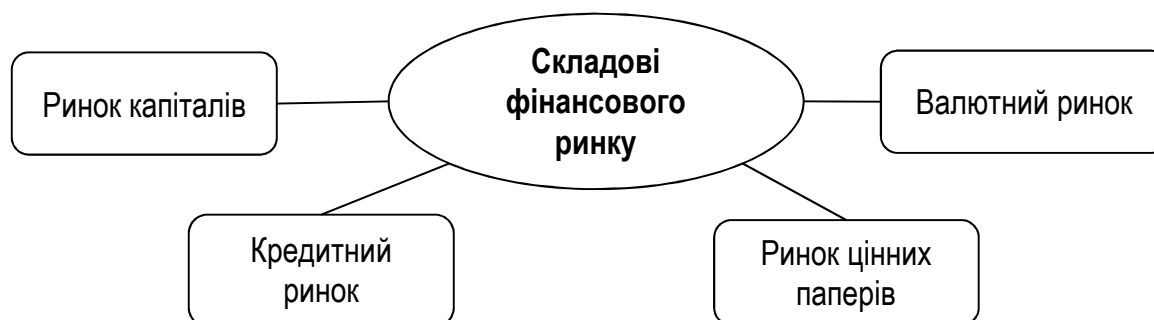 Складові
фінансового
ринку
Ринок капіталів
Валютний ринок
Кредитний
ринок
Ринок цінних
паперів